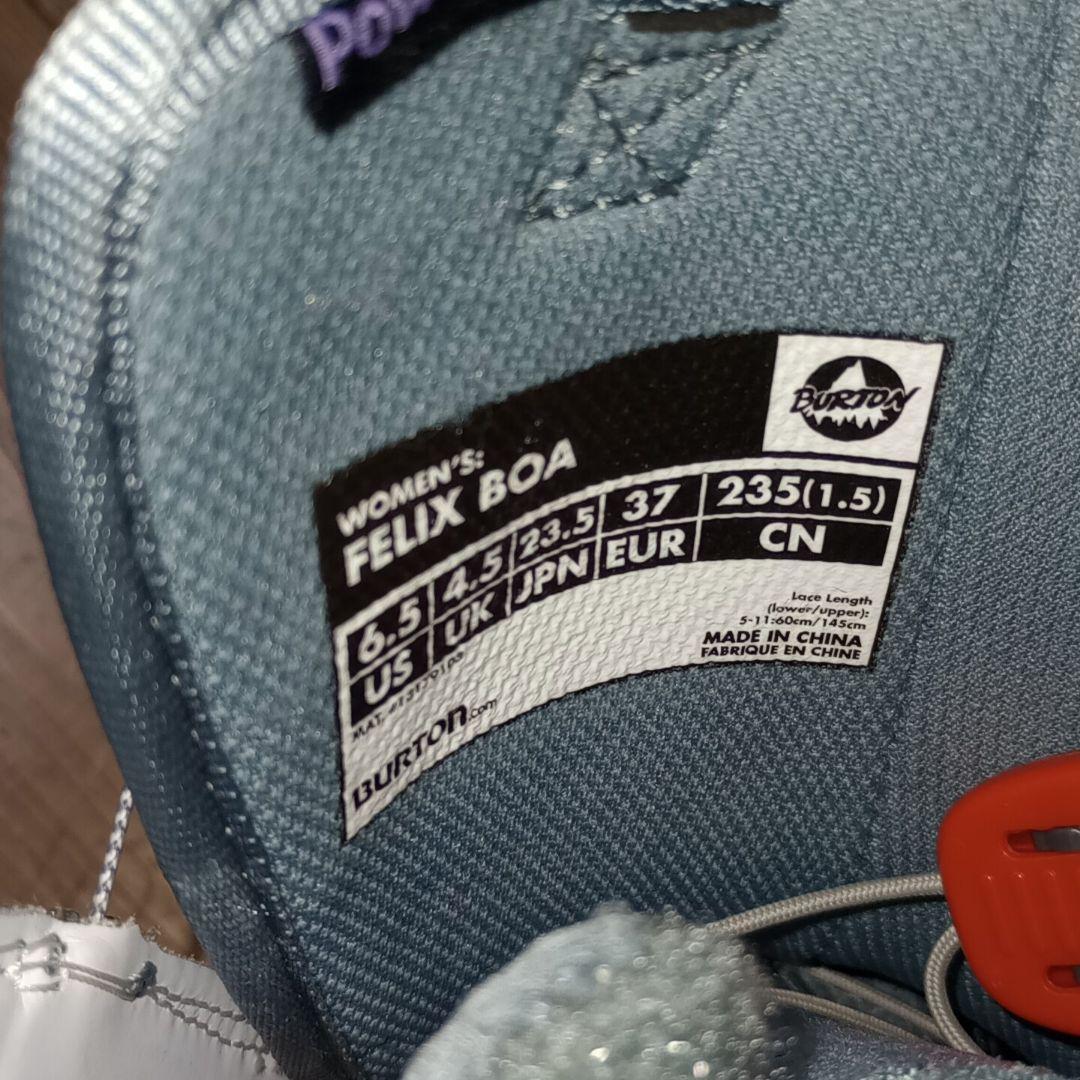 BURTON
WOMEN'S:
FELIX BOA
6.5 4.5 23.5 37 235(1.5)
US UK JPN EUR CN
Lace Length
(lower/upper):
5-11:60cm/145cm
MADE IN CHINA
FABRIQUE EN CHINE
MAT.
BURTON.com